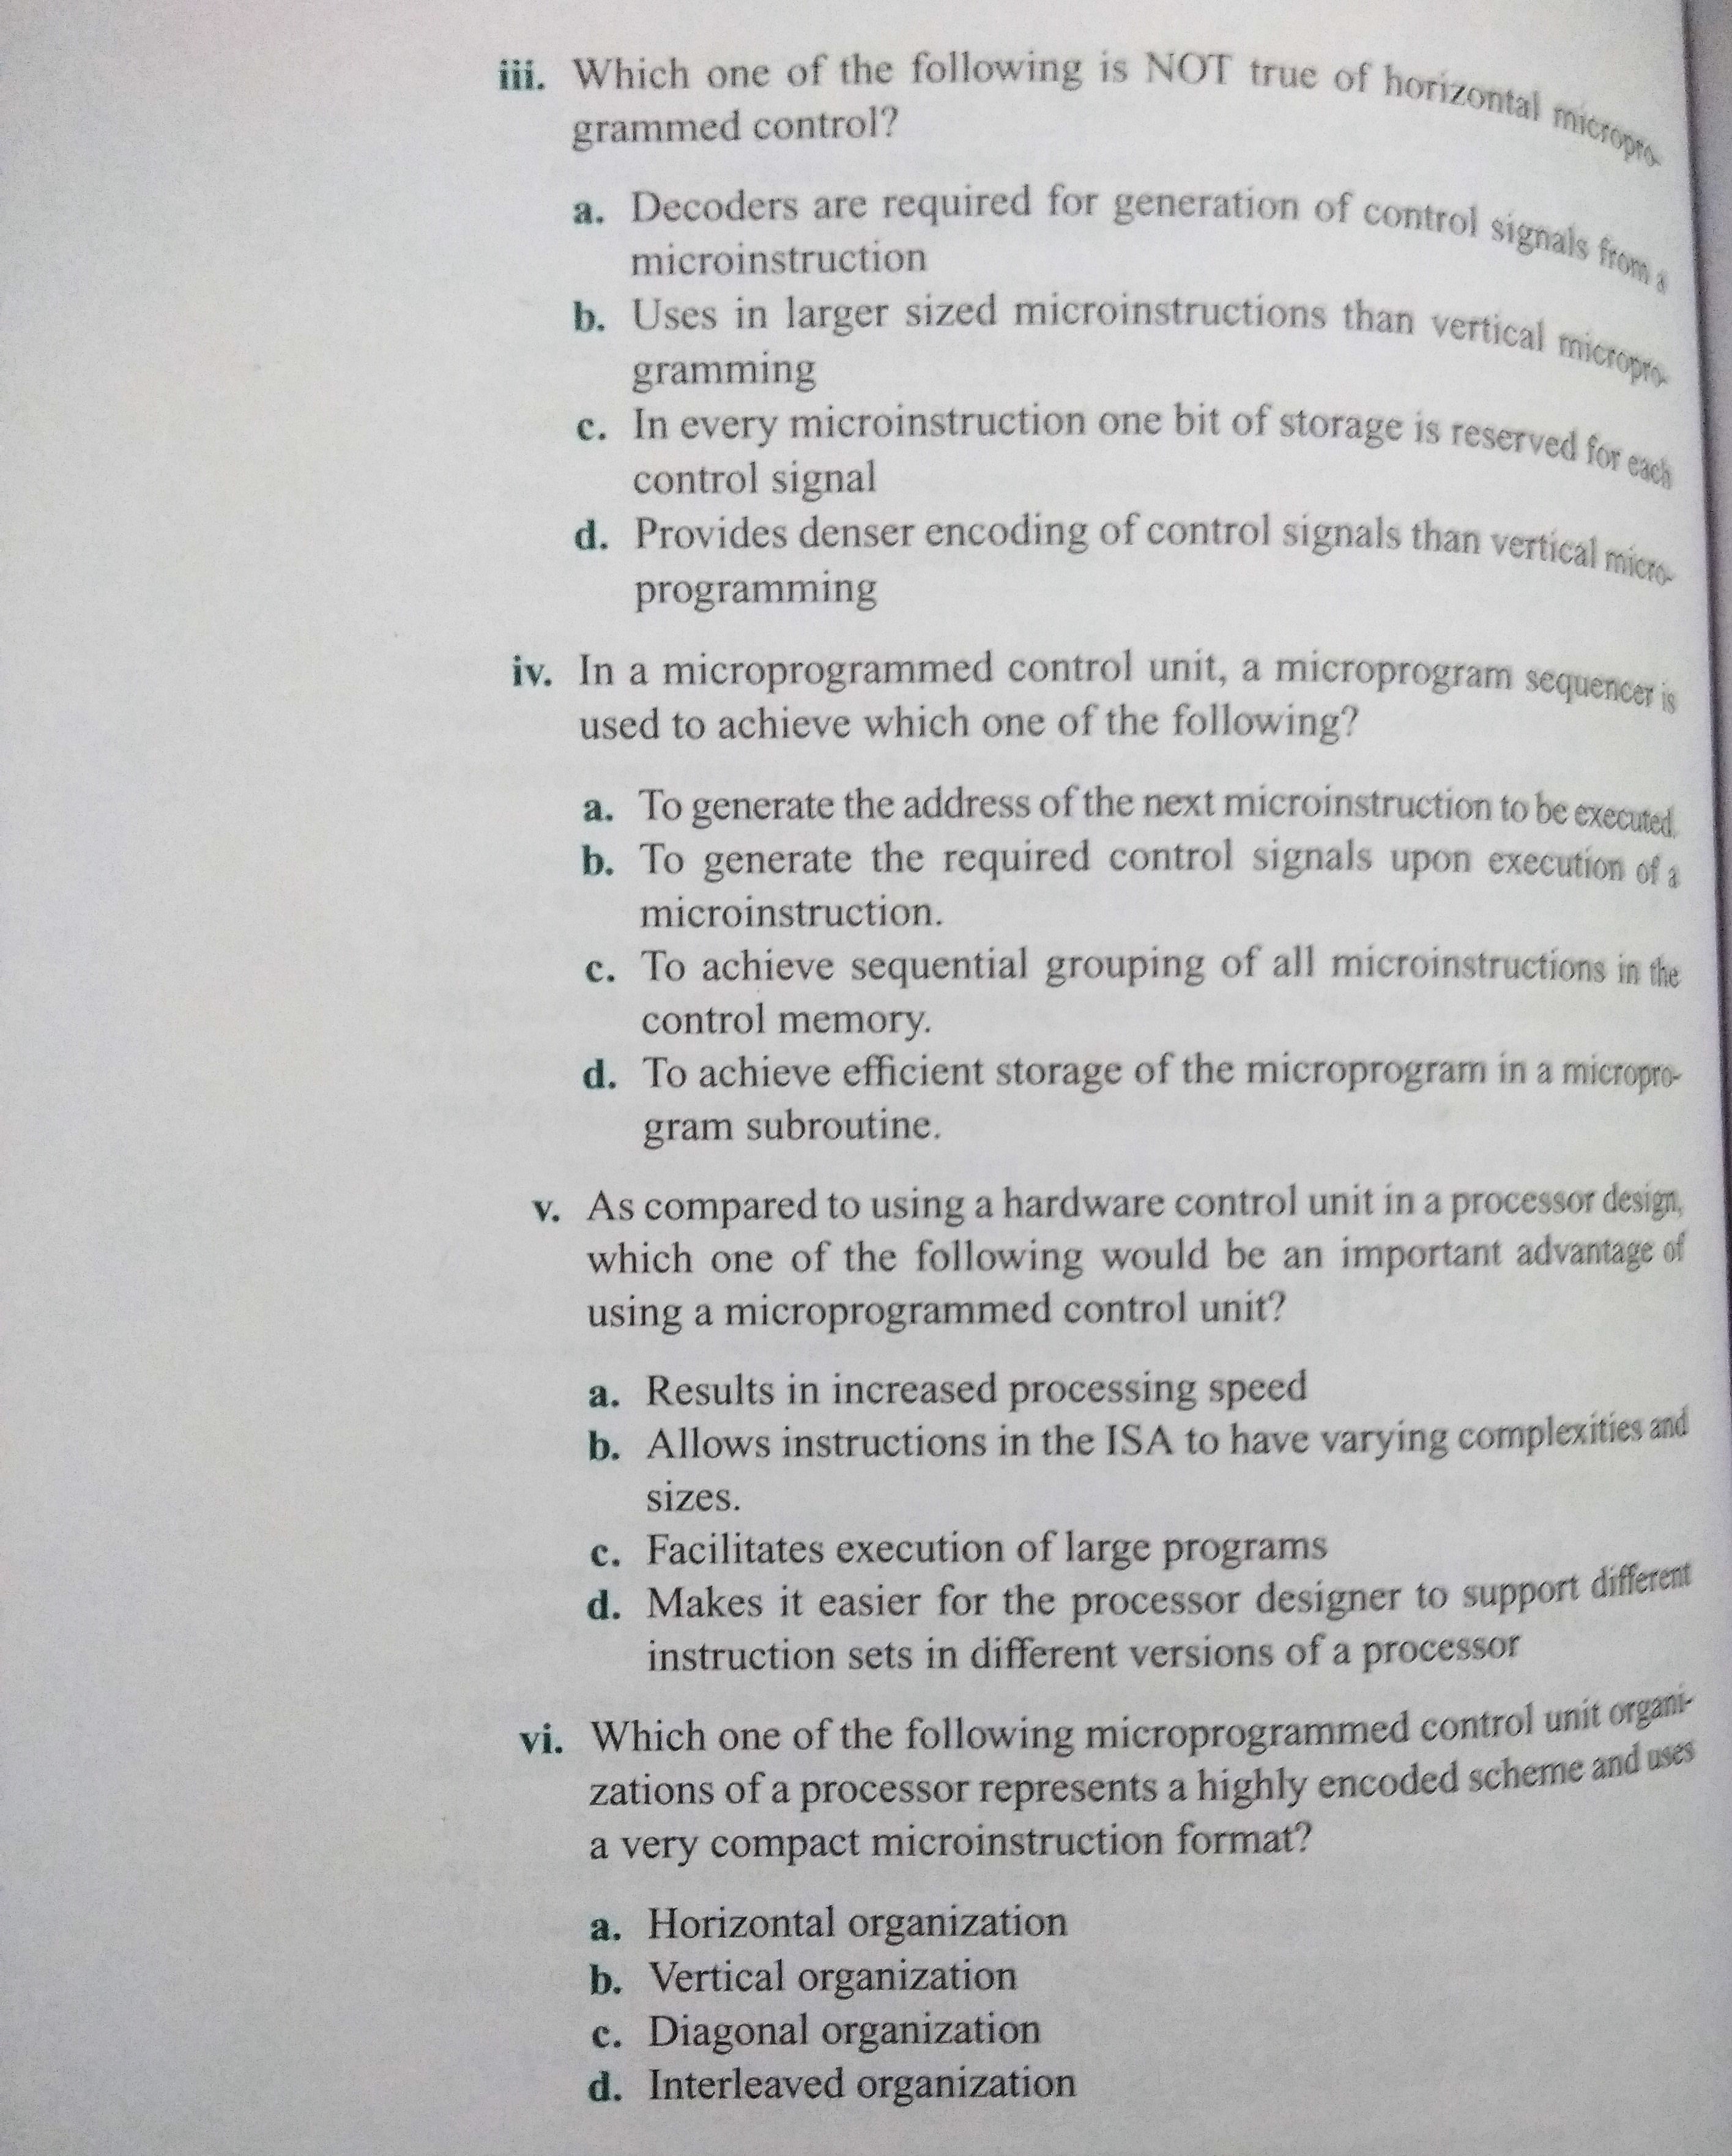 iii. Which one of the following is NOT true of horizontal micropro-
grammed control?
a. Decoders are required for generation of control signals from a
microinstruction
b. Uses in larger sized microinstructions than vertical micropro-
gramming
c. In every microinstruction one bit of storage is reserved for each
control signal
d. Provides denser encoding of control signals than vertical micro-
programming
iv. In a microprogrammed control unit, a microprogram sequencer is
used to achieve which one of the following?
a. To generate the address of the next microinstruction to be executed.
b. To generate the required control signals upon execution of a
microinstruction.
c. To achieve sequential grouping of all microinstructions in the
control memory.
d. To achieve efficient storage of the microprogram in a micropro-
gram subroutine.
v. As compared to using a hardware control unit in a processor design,
which one of the following would be an important advantage of
using a microprogrammed control unit?
a. Results in increased processing speed
b. Allows instructions in the ISA to have varying complexities and
sizes.
c. Facilitates execution of large programs
d. Makes it easier for the processor designer to support different
instruction sets in different versions of a processor
vi. Which one of the following microprogrammed control unit organi-
zations of a processor represents a highly encoded scheme and uses
a very compact microinstruction format?
a. Horizontal organization
b. Vertical organization
c. Diagonal organization
d. Interleaved organization